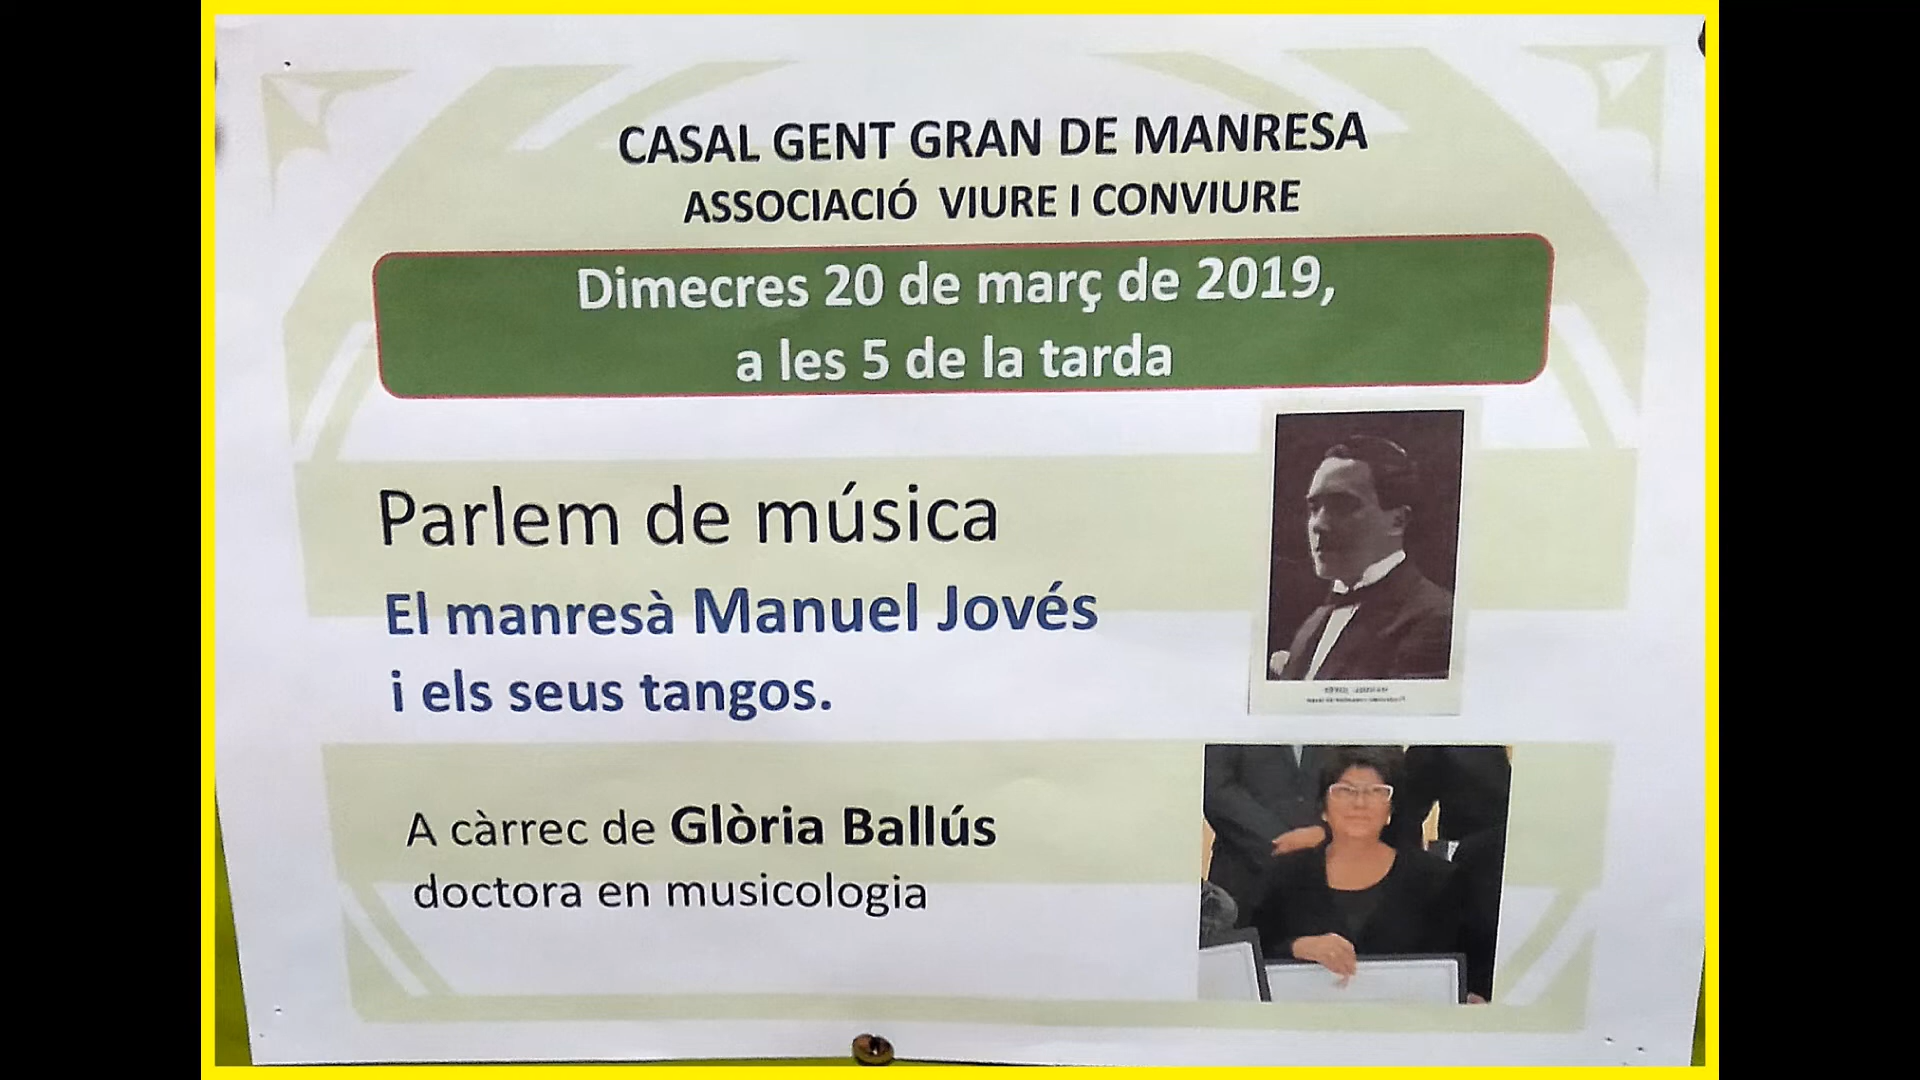 CASAL GENT GRAN DE MANRESA
ASSOCIACIÓ VIURE I CONVIURE
Dimecres 20 de març de 2019,
a les 5 de la tarda
Parlem de música
El manresà Manuel Jovés
i els seus tangos.
A càrrec de Glòria Ballús
doctora en musicologia